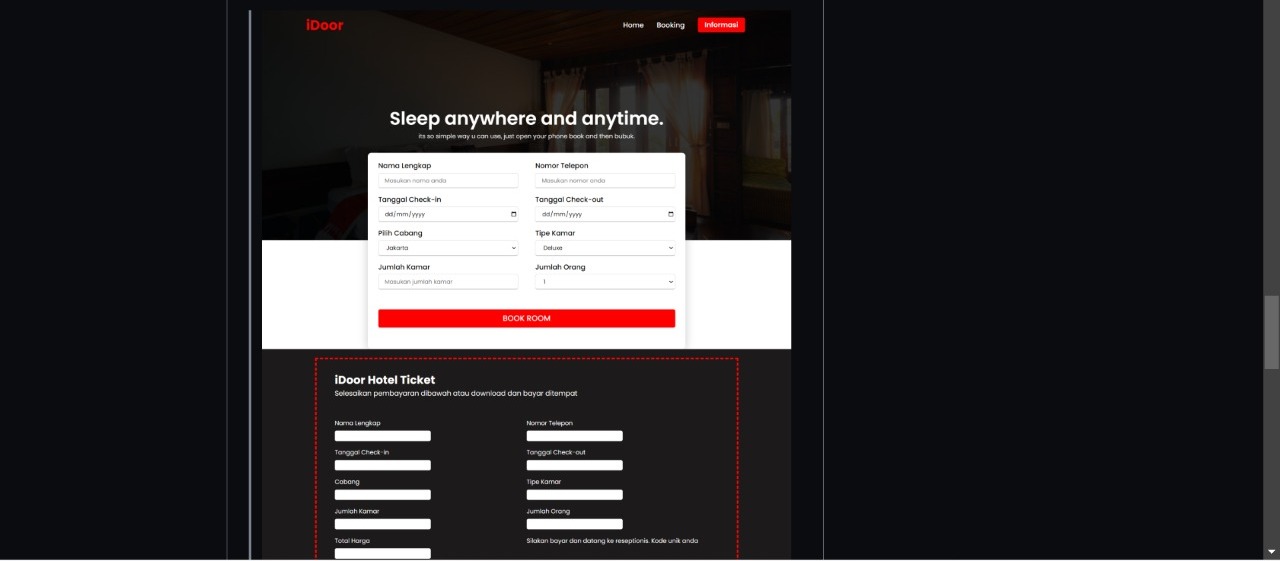 iDoor
Home Booking Informasi
Sleep anywhere and anytime.
its so simple way u can use, just open your phone book and then bubuk.
Nama Lengkap Nomor Telepon
Masukan nama anda Masukan nomor anda
Tanggal Check-in Tanggal Check-out
dd/mm/yyyy dd/mm/yyyy
Pilih Cabang Tipe Kamar
Jakarta Deluxe
Jumlah Kamar Jumlah Orang
Masukan jumlah kamar 1
BOOK ROOM
iDoor Hotel Ticket
Selesaikan pembayaran dibawah atau download dan bayar ditempat
Nama Lengkap Nomor Telepon
Tanggal Check-in Tanggal Check-out
Cabang Tipe Kamar
Jumlah Kamar Jumlah Orang
Total Harga Silakan bayar dan datang ke reseptionis. Kode unik anda